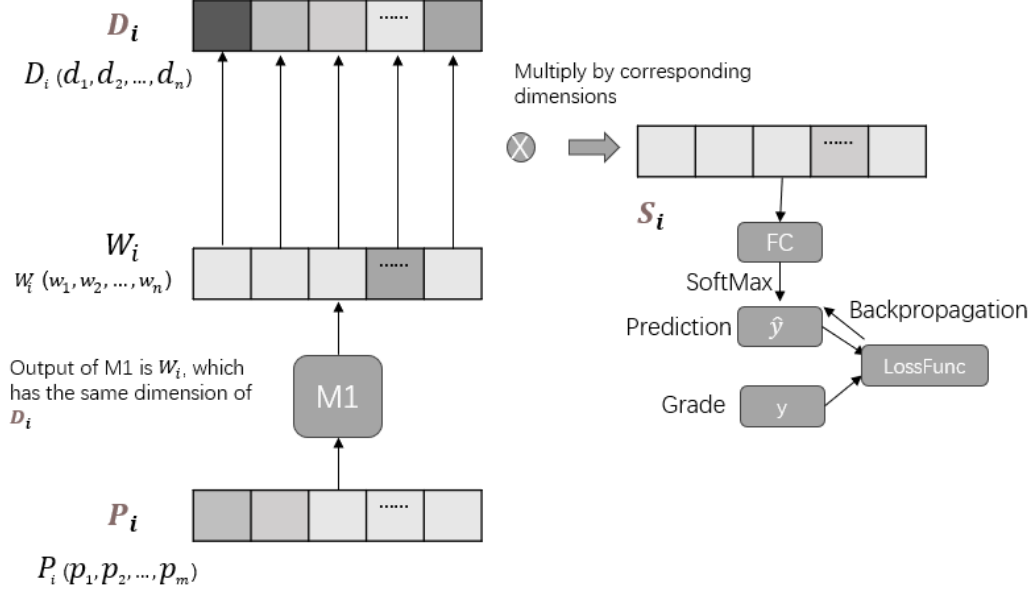 D_i
......
D_i (d_1, d_2, ..., d_n)
Multiply by corresponding
dimensions
X
......
S_i
W_i
W_i (w_1, w_2, ..., w_n)
......
FC
SoftMax
Prediction
ŷ
Backpropagation
LossFunc
Grade
y
Output of M1 is W_i, which
has the same dimension of
D_i
M1
P_i
......
P_i (p_1, p_2, ..., p_m)